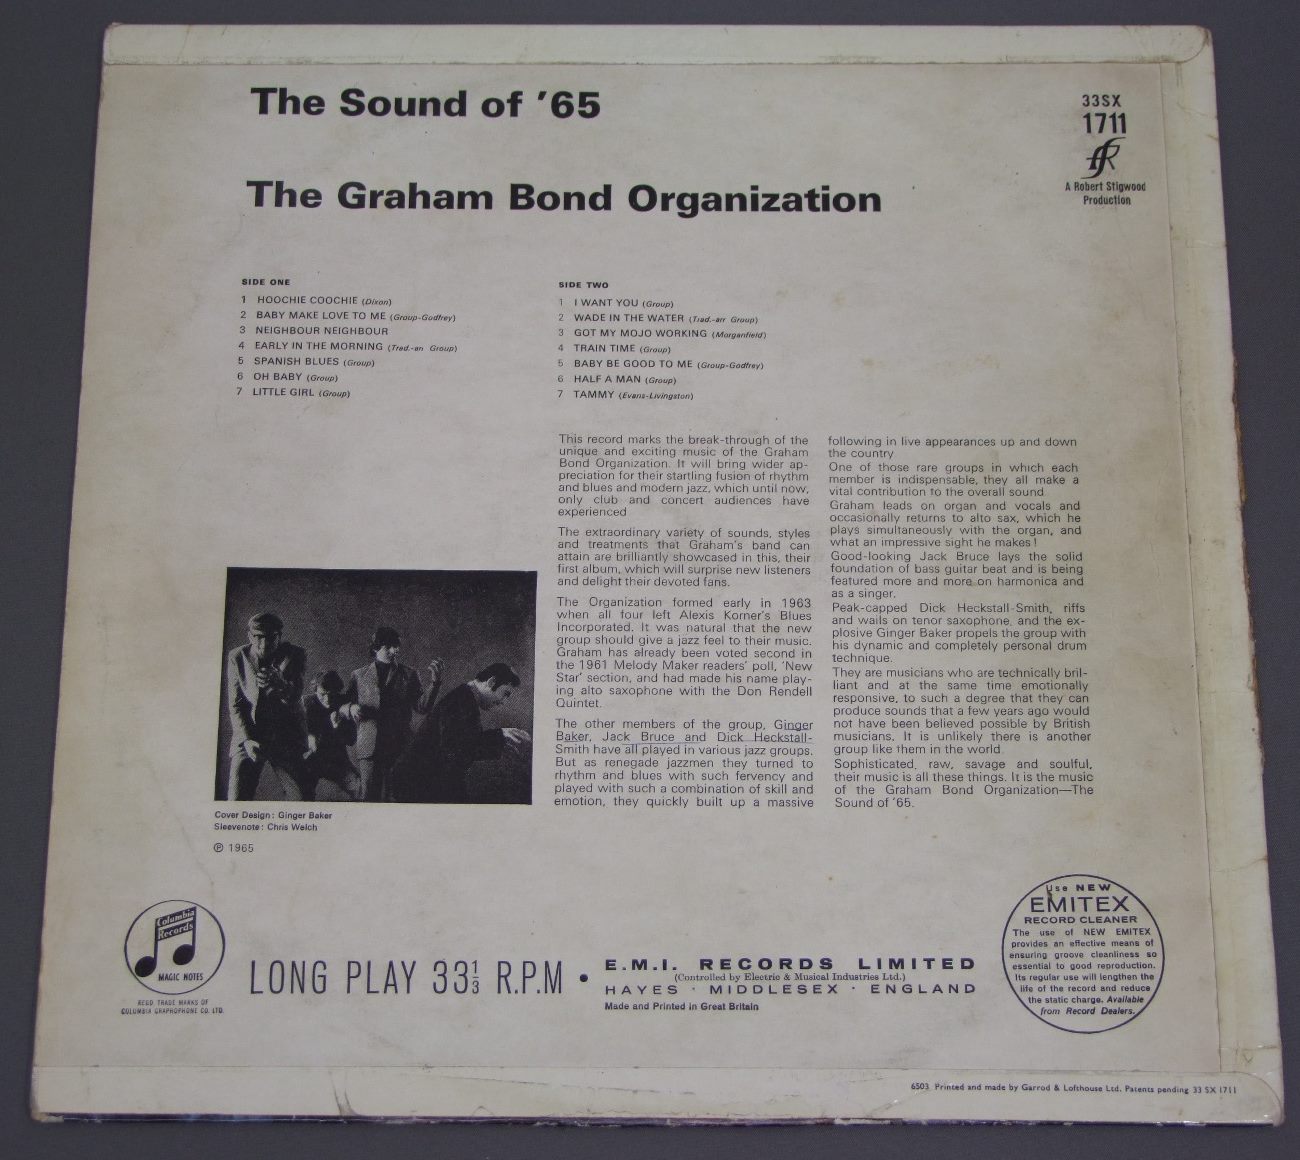 The Sound of ’65
33SX
1711
A Robert Stigwood
Production
The Graham Bond Organization
SIDE ONE
1 HOOCHIE COOCHIE (Dixon)
2 BABY MAKE LOVE TO ME (Group-Godfrey)
3 NEIGHBOUR NEIGHBOUR
4 EARLY IN THE MORNING (Trad.-arr Group)
5 SPANISH BLUES (Group)
6 OH BABY (Group)
7 LITTLE GIRL (Group)
SIDE TWO
1 I WANT YOU (Group)
2 WADE IN THE WATER (Trad.-arr Group)
3 GOT MY MOJO WORKING (Morganfield)
4 TRAIN TIME (Group)
5 BABY BE GOOD TO ME (Group-Godfrey)
6 HALF A MAN (Group)
7 TAMMY (Evans-Livingston)
This record marks the break-through of the
unique and exciting music of the Graham
Bond Organization. It will bring wider ap-
preciation for their startling fusion of rhythm
and blues and modern jazz, which until now,
only club and concert audiences have
experienced
The extraordinary variety of sounds, styles
and treatments that Graham's band can
attain are brilliantly showcased in this, their
first album, which will surprise new listeners
and delight their devoted fans.
The Organization formed early in 1963
when all four left Alexis Korner's Blues
Incorporated. It was natural that the new
group should give a jazz feel to their music.
Graham has already been voted second in
the 1961 Melody Maker readers' poll, 'New
Star' section, and had made his name play-
ing alto saxophone with the Don Rendell
Quintet.
The other members of the group, Ginger
Baker, Jack Bruce and Dick Heckstall-
Smith have all played in various jazz groups.
But as renegade jazzmen they turned to
rhythm and blues with such fervency and
played with such a combination of skill and
emotion, they quickly built up a massive
following in live appearances up and down
the country
One of those rare groups in which each
member is indispensable, they all make a
vital contribution to the overall sound
Graham leads on organ and vocals and
occasionally returns to alto sax, which he
plays simultaneously with the organ, and
what an impressive sight he makes!
Good-looking Jack Bruce lays the solid
foundation of bass guitar beat and is being
featured more and more on harmonica and
as a singer.
Peak-capped Dick Heckstall-Smith, riffs
and wails on tenor saxophone, and the ex-
plosive Ginger Baker propels the group with
his dynamic and completely personal drum
technique.
They are musicians who are technically bril-
liant and at the same time emotionally
responsive, to such a degree that they can
produce sounds that a few years ago would
not have been believed possible by British
musicians. It is unlikely there is another
group like them in the world.
Sophisticated, raw, savage and soulful,
their music is all these things. It is the music
of the Graham Bond Organization—The
Sound of '65.
Cover Design: Ginger Baker
Sleevenote: Chris Welch
℗ 1965
Columbia
Records
MAGIC NOTES
REGD TRADE MARKS OF
COLUMBIA GRAPHOPHONE CO. LTD.
LONG PLAY 33⅓ R.P.M •
E.M.I. RECORDS LIMITED
(Controlled by Electric & Musical Industries Ltd.)
HAYES · MIDDLESEX · ENGLAND
Made and Printed in Great Britain
Use NEW
EMITEX
RECORD CLEANER
The use of NEW EMITEX
provides an effective means of
ensuring groove cleanliness so
essential to good reproduction.
Its regular use will lengthen the
life of the record and reduce
the static charge. Available
from Record Dealers.
6503 Printed and made by Garrod & Lofthouse Ltd. Patents pending 33 SX 1711